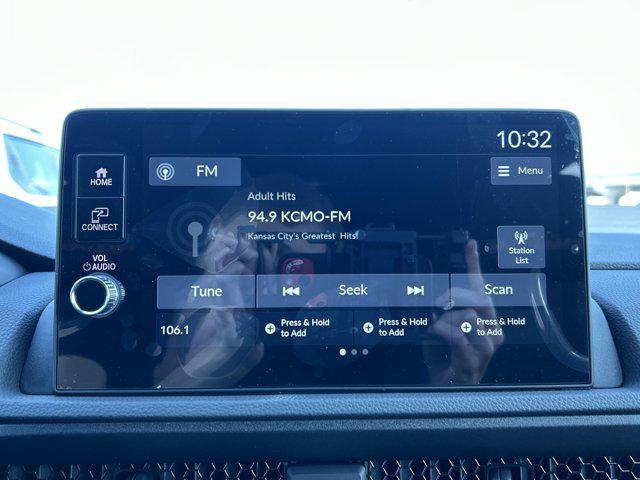 10:32
HOME
FM
Menu
Adult Hits
94.9 KCMO-FM
CONNECT
Kansas City's Greatest Hits!
Station
List
VOL
AUDIO
Tune
Seek
Scan
106.1
Press & Hold
to Add
Press & Hold
to Add
Press & Hold
to Add